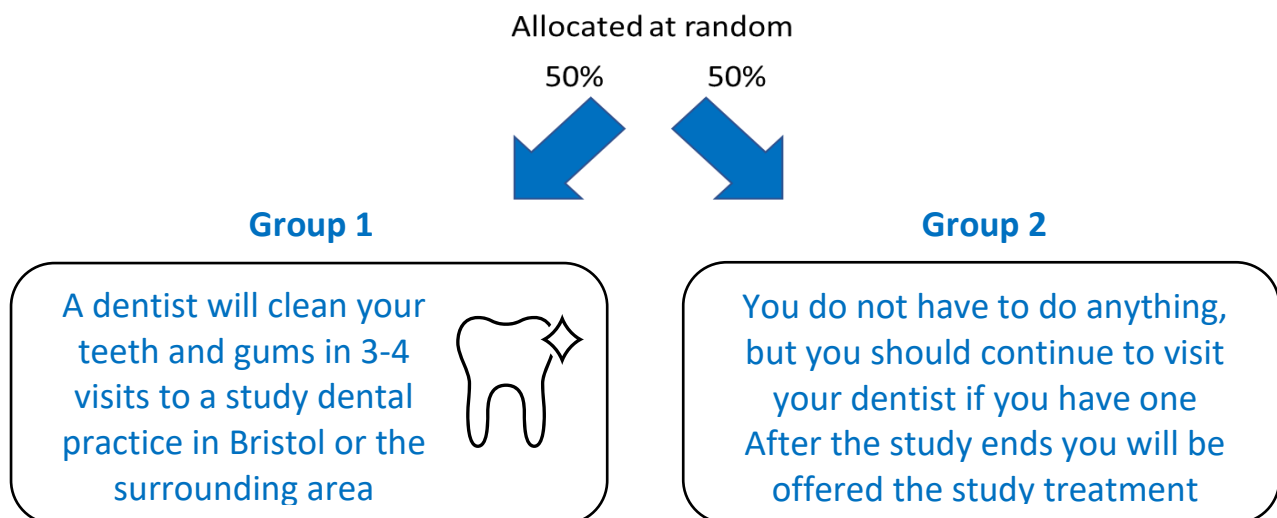 Allocated at random
50% 50%
Group 1 Group 2
A dentist will clean your
teeth and gums in 3-4
visits to a study dental
practice in Bristol or the
surrounding area
You do not have to do anything,
but you should continue to visit
your dentist if you have one
After the study ends you will be
offered the study treatment